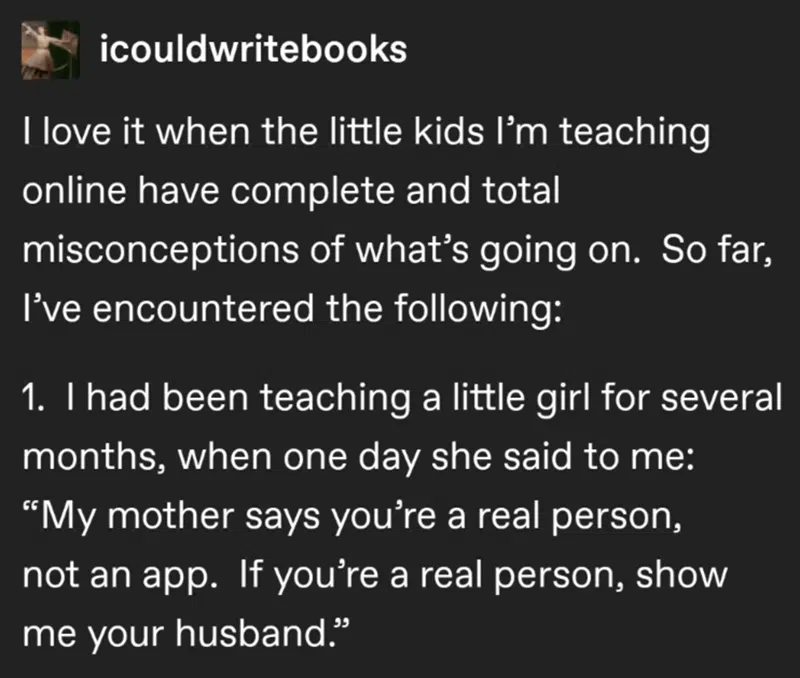 icouldwritebooks
I love it when the little kids I’m teaching
online have complete and total
misconceptions of what’s going on.  So far,
I’ve encountered the following:
1.  I had been teaching a little girl for several
months, when one day she said to me:
“My mother says you’re a real person,
not an app.  If you’re a real person, show
me your husband.”